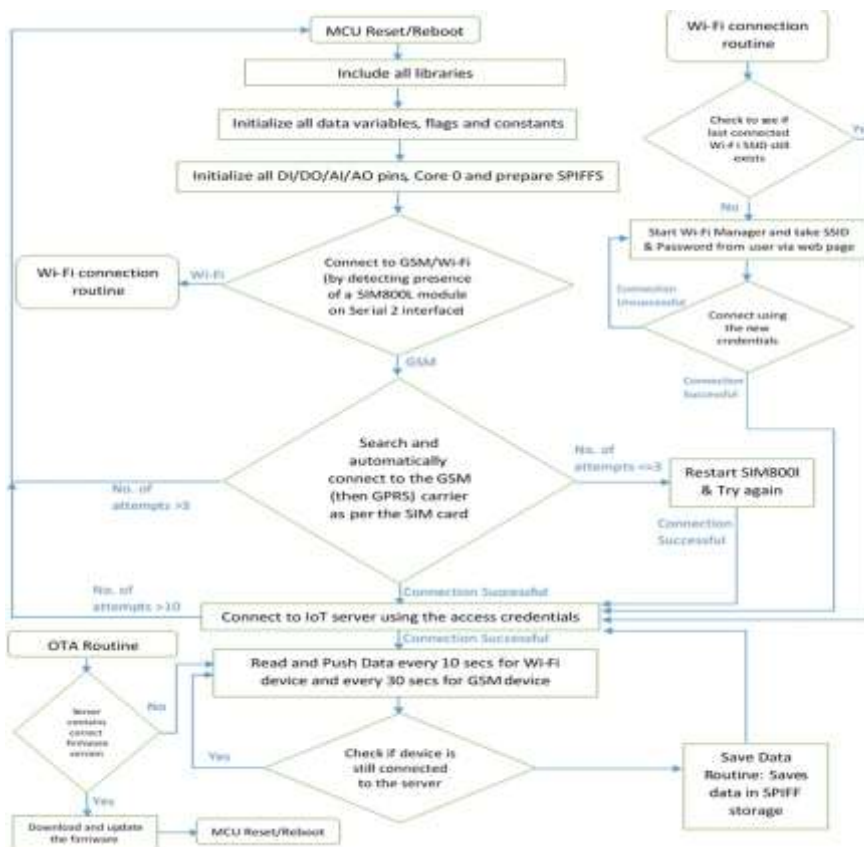 MCU Reset/Reboot
Include all libraries
Initialize all data variables, flags and constants
Initialize all DI/DO/AI/AO pins, Core 0 and prepare SPIFFS
Connect to GSM/Wi-Fi
(by detecting presence
of a SIM800L module
on Serial 2 interface)
Wi-Fi
Wi-Fi connection
routine
GSM
Search and
automatically
connect to the GSM
(then GPRS) carrier
as per the SIM card
No. of
attempts >3
No. of
attempts <=3
Restart SIM800l
& Try again
Connection
Successful
Connection Successful
No. of
attempts >10
Connect to IoT server using the access credentials
Connection Successful
Read and Push Data every 10 secs for Wi-Fi
device and every 30 secs for GSM device
Yes
Check if device is
still connected
to the server
Save Data
Routine: Saves
data in SPIFF
storage
Wi-Fi connection
routine
Check to see if
last connected
Wi-Fi SSID still
exists
Ye
No
Start Wi-Fi Manager and take SSID
& Password from user via web page
Connection
Unsuccessful
Connect using
the new
credentials
Connection
Successful
OTA Routine
Server
contains
correct
firmware
version
No
Yes
Download and update
the firmware
MCU Reset/Reboot